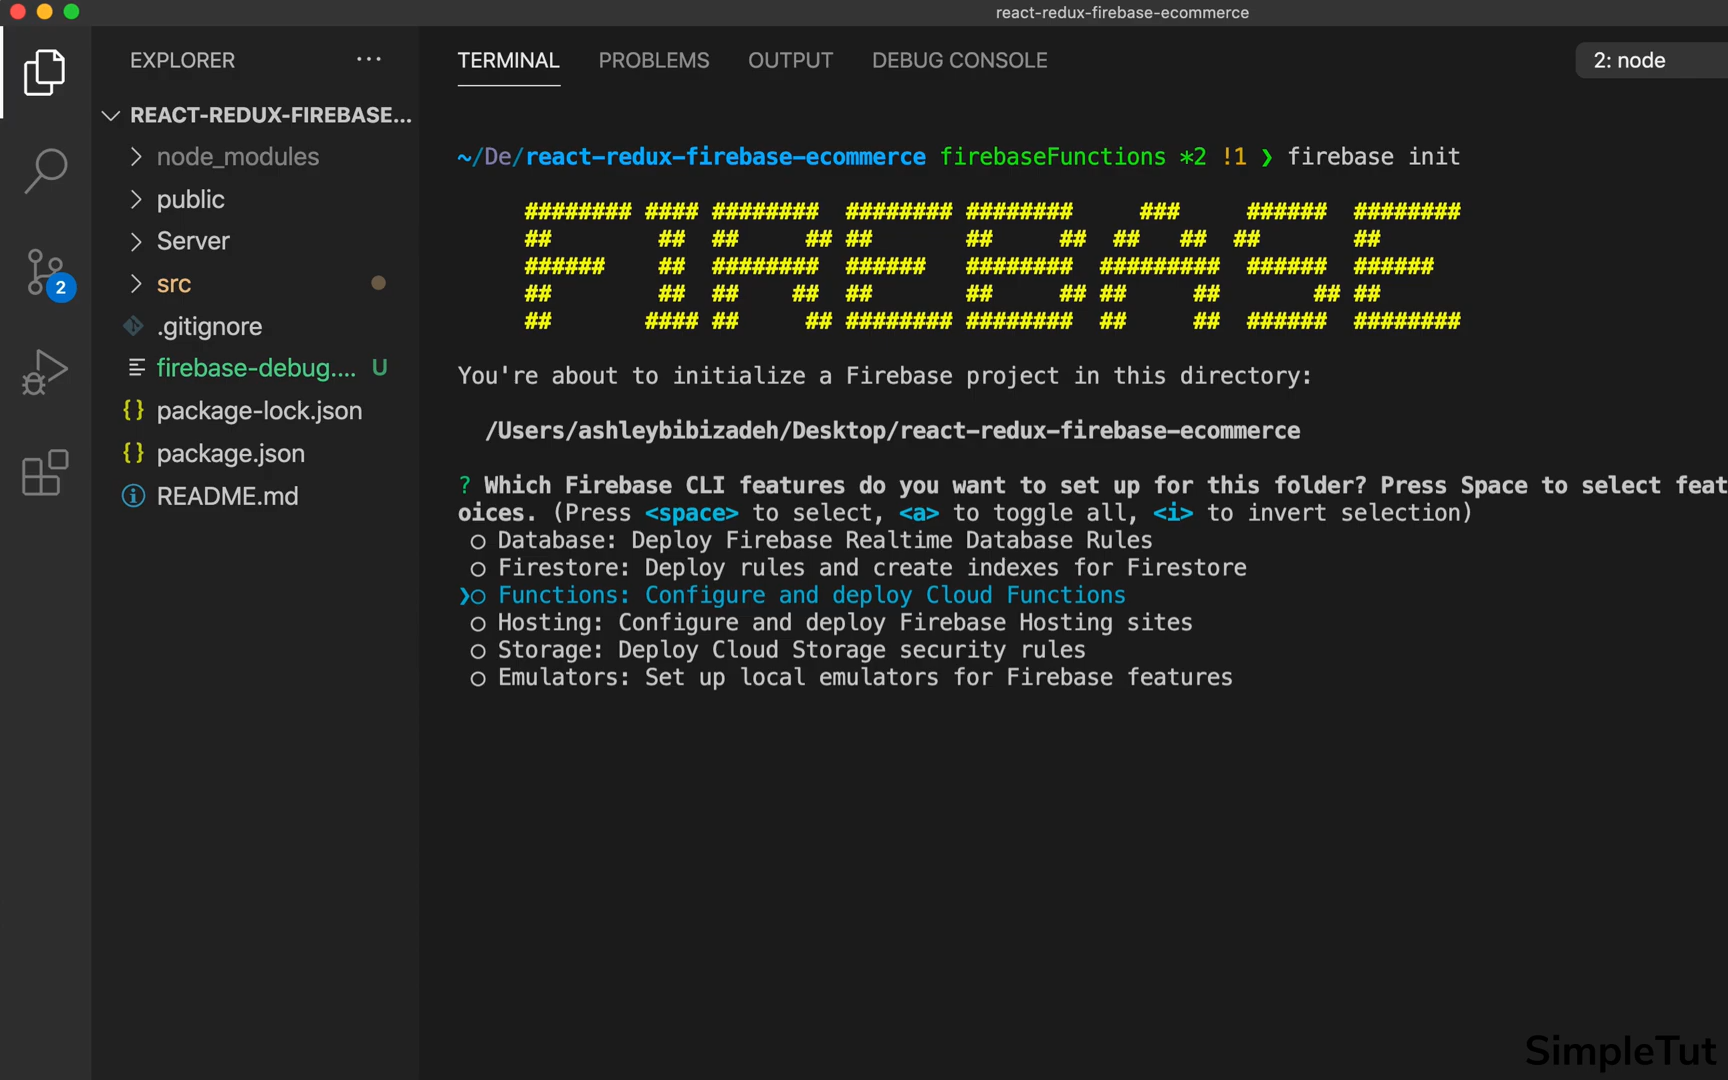 react-redux-firebase-ecommerce
EXPLORER
REACT-REDUX-FIREBASE...
node_modules
public
Server
src
.gitignore
firebase-debug.... U
package-lock.json
package.json
README.md
2
TERMINAL PROBLEMS OUTPUT DEBUG CONSOLE
2: node
~/De/react-redux-firebase-ecommerce firebaseFunctions *2 !1 ❯ firebase init
FIREBASE
You're about to initialize a Firebase project in this directory:
/Users/ashleybibizadeh/Desktop/react-redux-firebase-ecommerce
? Which Firebase CLI features do you want to set up for this folder? Press Space to select feat
oices. (Press <space> to select, <a> to toggle all, <i> to invert selection)
◯ Database: Deploy Firebase Realtime Database Rules
◯ Firestore: Deploy rules and create indexes for Firestore
❯◯ Functions: Configure and deploy Cloud Functions
◯ Hosting: Configure and deploy Firebase Hosting sites
◯ Storage: Deploy Cloud Storage security rules
◯ Emulators: Set up local emulators for Firebase features
SimpleTut